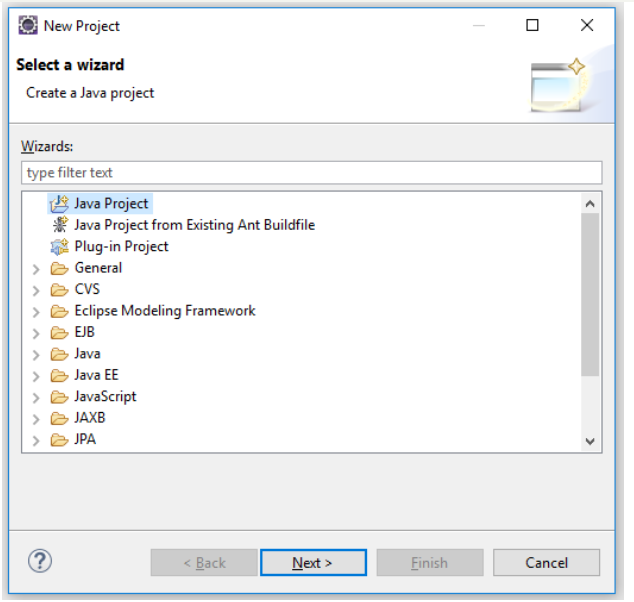 New Project
Select a wizard
Create a Java project
Wizards:
type filter text
Java Project
Java Project from Existing Ant Buildfile
Plug-in Project
General
CVS
Eclipse Modeling Framework
EJB
Java
Java EE
JavaScript
JAXB
JPA
? < Back Next > Finish Cancel